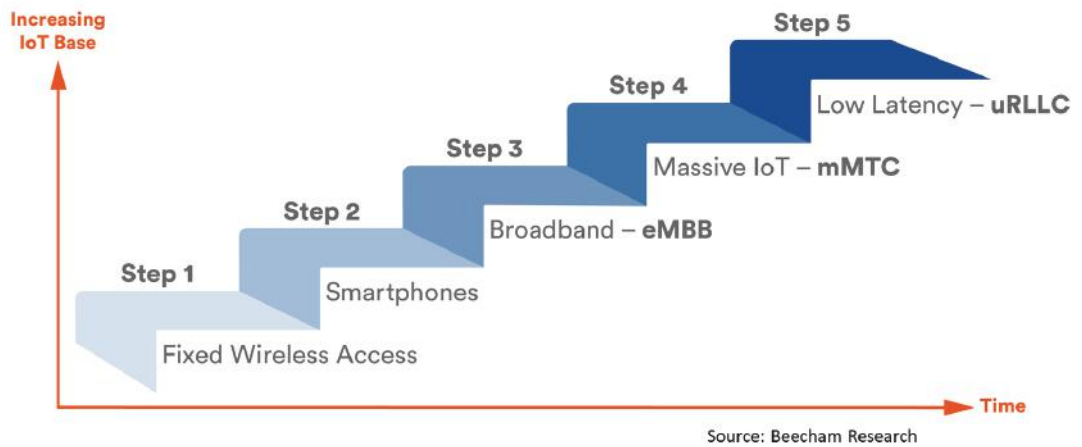 Increasing
IoT Base
Step 5
Low Latency – uRLLC
Step 4
Massive IoT – mMTC
Step 3
Broadband – eMBB
Step 2
Smartphones
Step 1
Fixed Wireless Access
Time
Source: Beecham Research